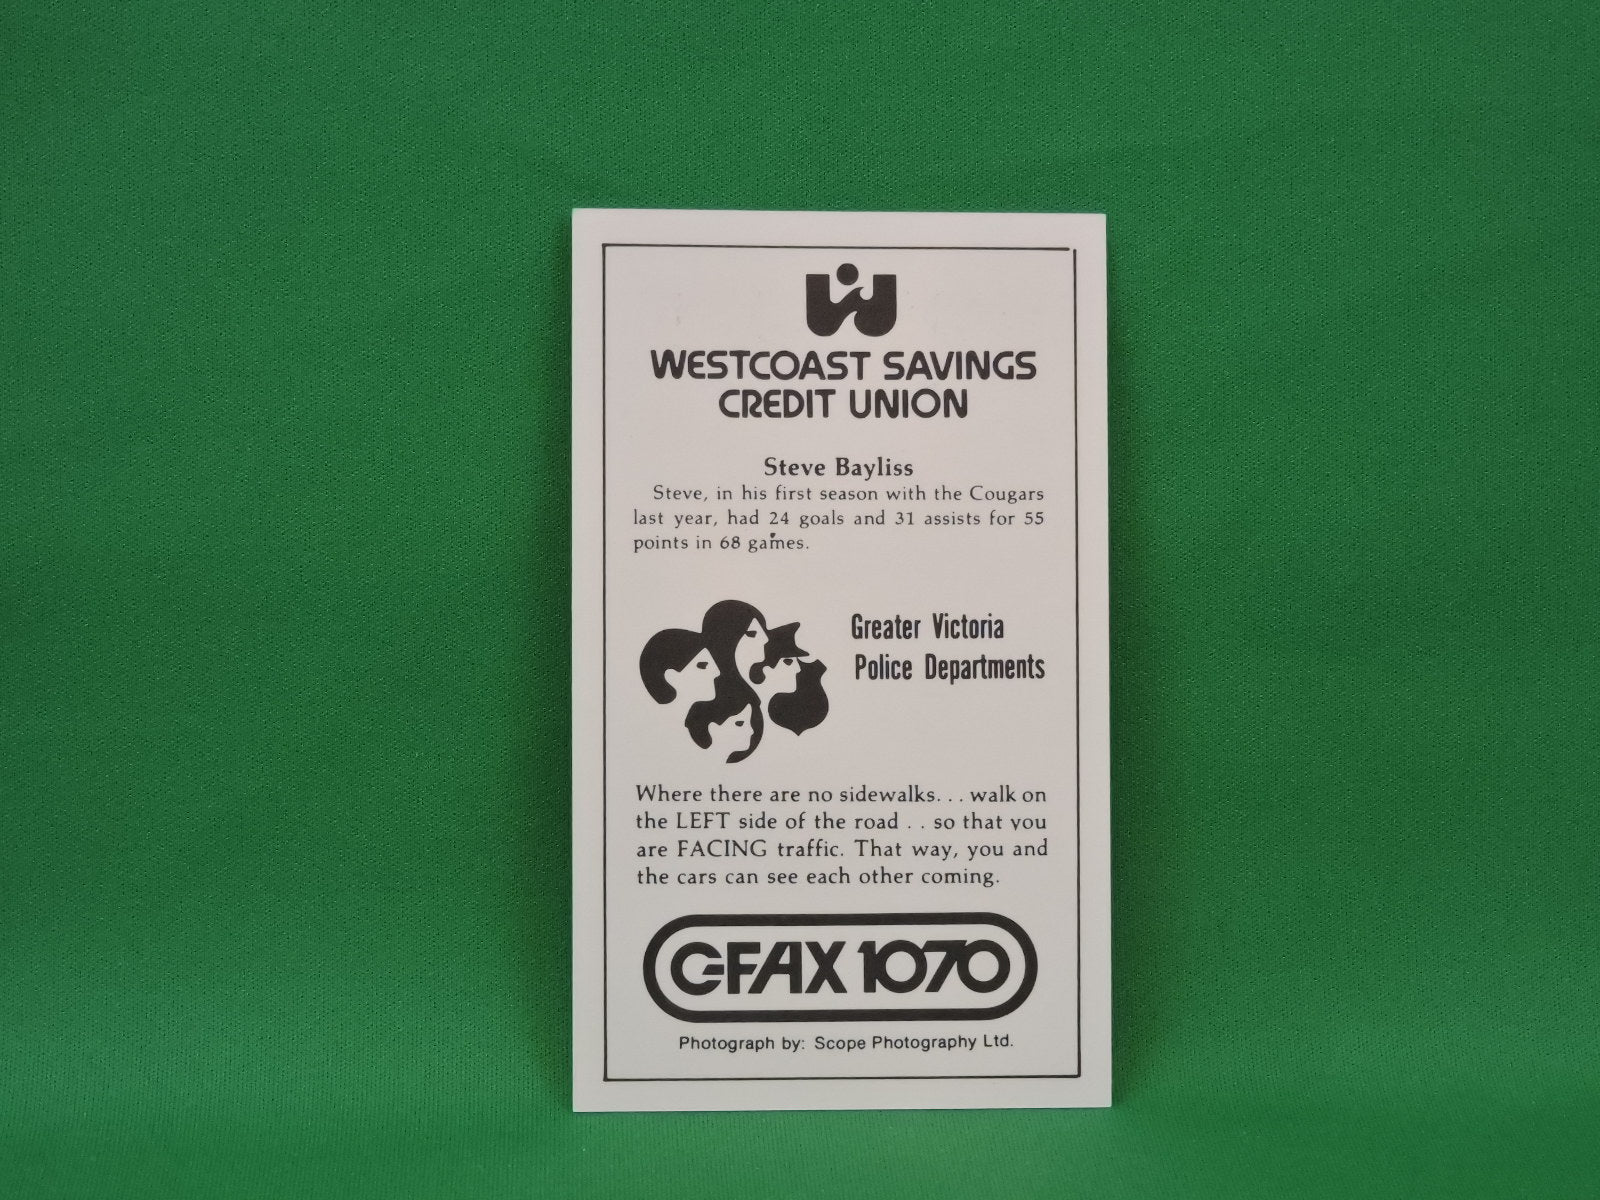 WESTCOAST SAVINGS
CREDIT UNION
Steve Bayliss
Steve, in his first season with the Cougars
last year, had 24 goals and 31 assists for 55
points in 68 games.
Greater Victoria
Police Departments
Where there are no sidewalks. . . walk on
the LEFT side of the road . . so that you
are FACING traffic. That way, you and
the cars can see each other coming.
CFAX 1070
Photograph by: Scope Photography Ltd.